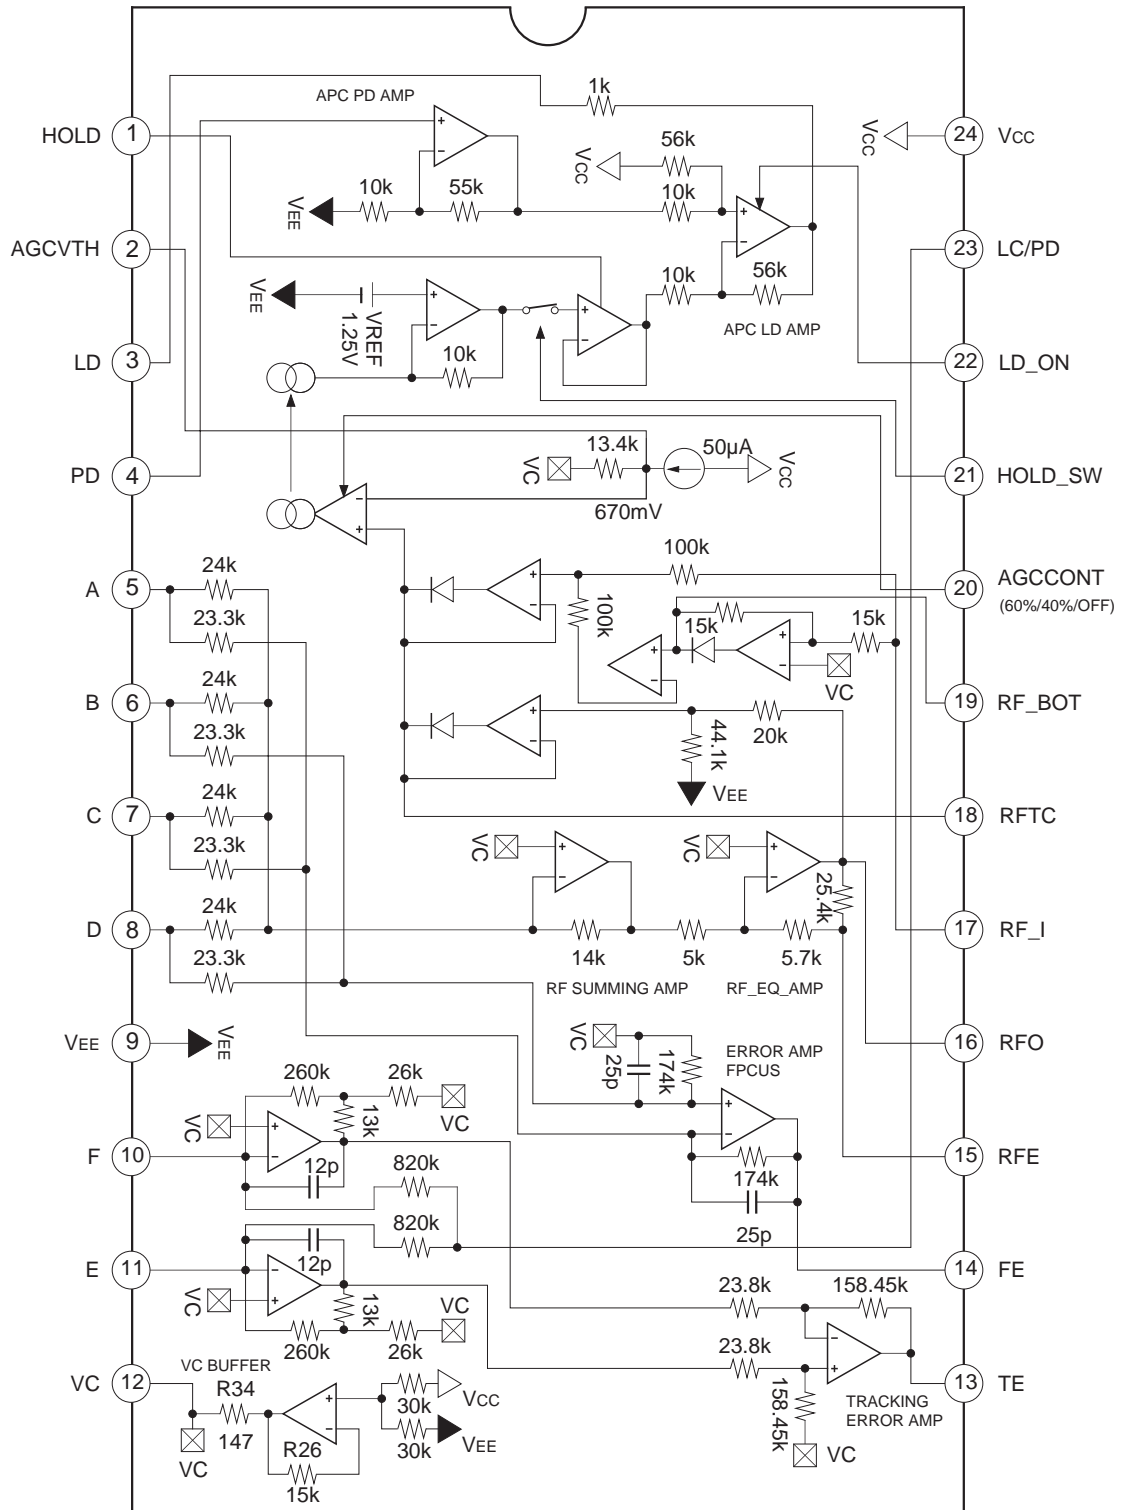 APC PD AMP
1k
HOLD
1
VCC
56k
24
VCC
VCC
10k
55k
10k
VEE
AGCVTH
2
23
LC/PD
10k
56k
VEE
VREF
1.25V
10k
APC LD AMP
LD
3
22
LD_ON
13.4k
50µA
VC
VCC
PD
4
21
HOLD_SW
670mV
100k
24k
A
5
20
AGCCONT
(60%/40%/OFF)
23.3k
100k
15k
15k
VC
24k
B
6
19
RF_BOT
23.3k
44.1k
20k
VEE
24k
C
7
18
RFTC
23.3k
VC
VC
25.4k
24k
D
8
17
RF_I
23.3k
14k
5k
5.7k
RF SUMMING AMP
RF_EQ_AMP
VEE
9
VEE
VC
25p
174k
ERROR AMP
FPCUS
16
RFO
260k
26k
VC
13k
VC
F
10
12p
820k
174k
25p
15
RFE
820k
E
11
12p
14
FE
VC
13k
VC
23.8k
158.45k
260k
26k
23.8k
VC BUFFER
VC
12
R34
147
VC
30k
VCC
30k
VEE
R26
15k
158.45k
VC
TRACKING
ERROR AMP
13
TE